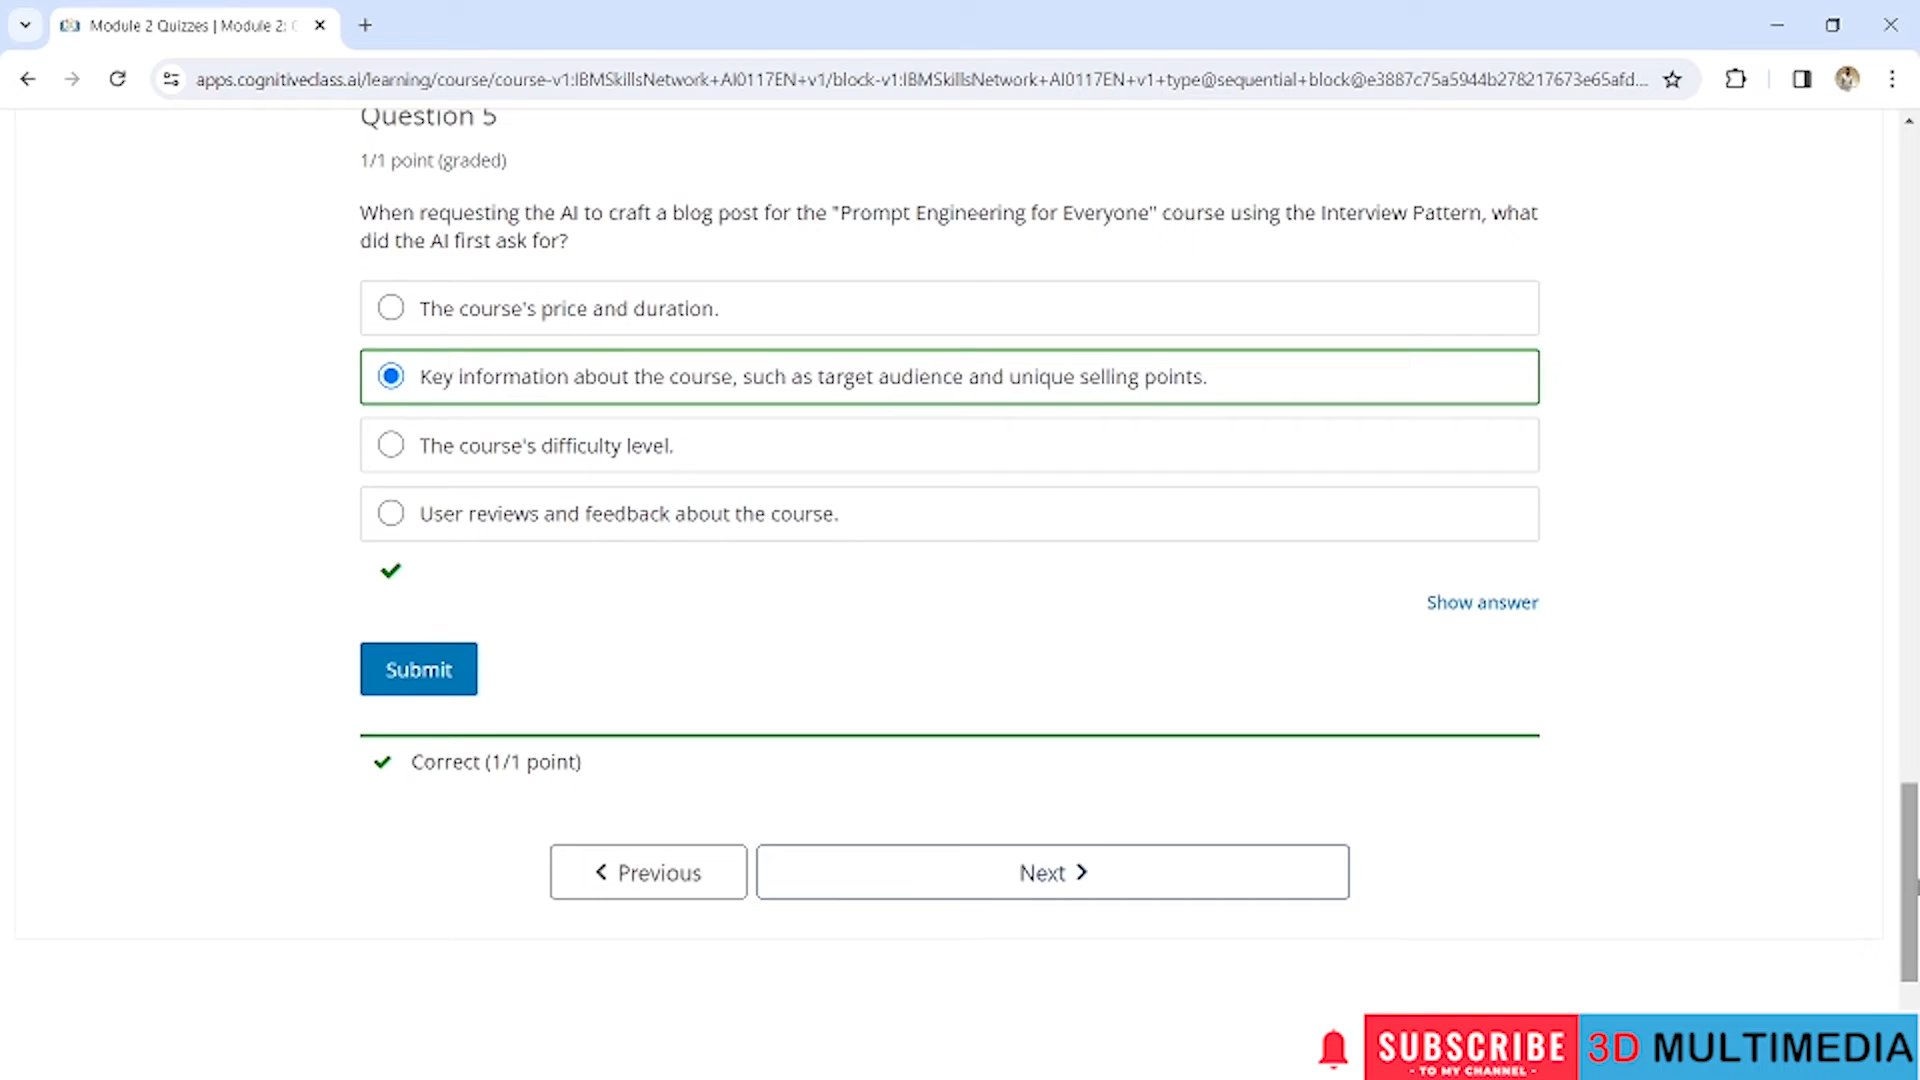 Module 2 Quizzes | Module 2:
apps.cognitiveclass.ai/learning/course/course-v1:IBMSkillsNetwork+AI0117EN+v1/block-v1:IBMSkillsNetwork+AI0117EN+v1+type@sequential+block@e3887c75a5944b278217673e65afd...
Question 5
1/1 point (graded)
When requesting the AI to craft a blog post for the "Prompt Engineering for Everyone" course using the Interview Pattern, what
did the AI first ask for?
The course's price and duration.
Key information about the course, such as target audience and unique selling points.
The course's difficulty level.
User reviews and feedback about the course.
Show answer
Submit
Correct (1/1 point)
Previous
Next
SUBSCRIBE
- TO MY CHANNEL -
3D MULTIMEDIA